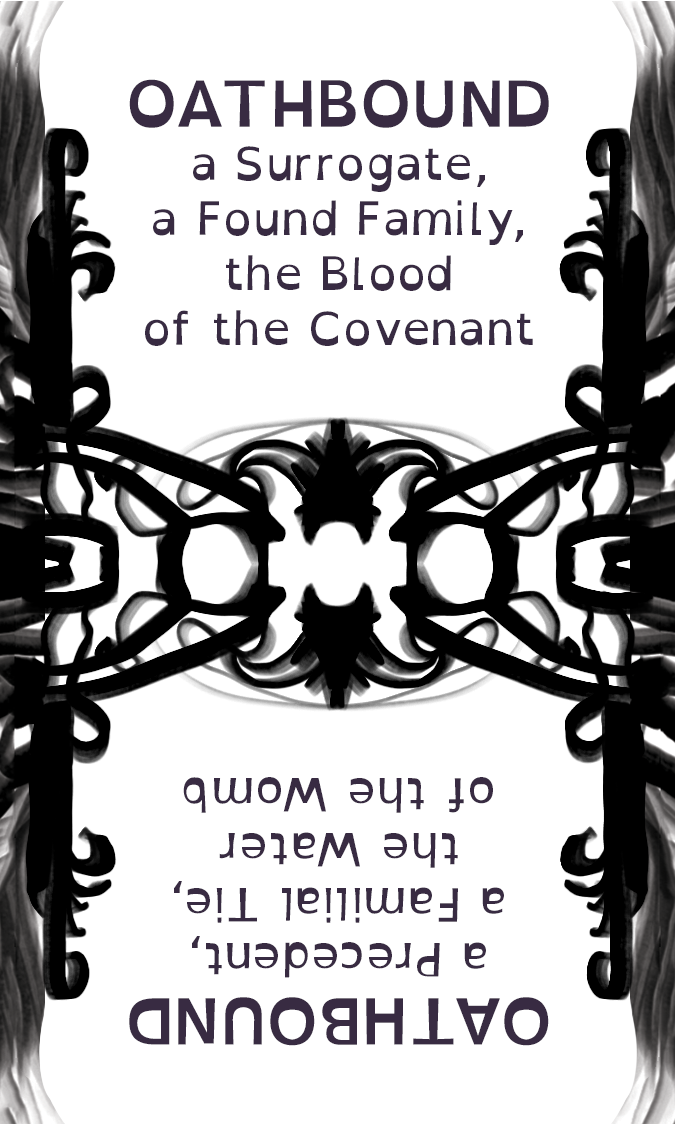 OATHBOUND
a Surrogate,
a Found Family,
the Blood
of the Covenant
OATHBOUND
a Precedent,
a Familial Tie,
the Water
of the Womb